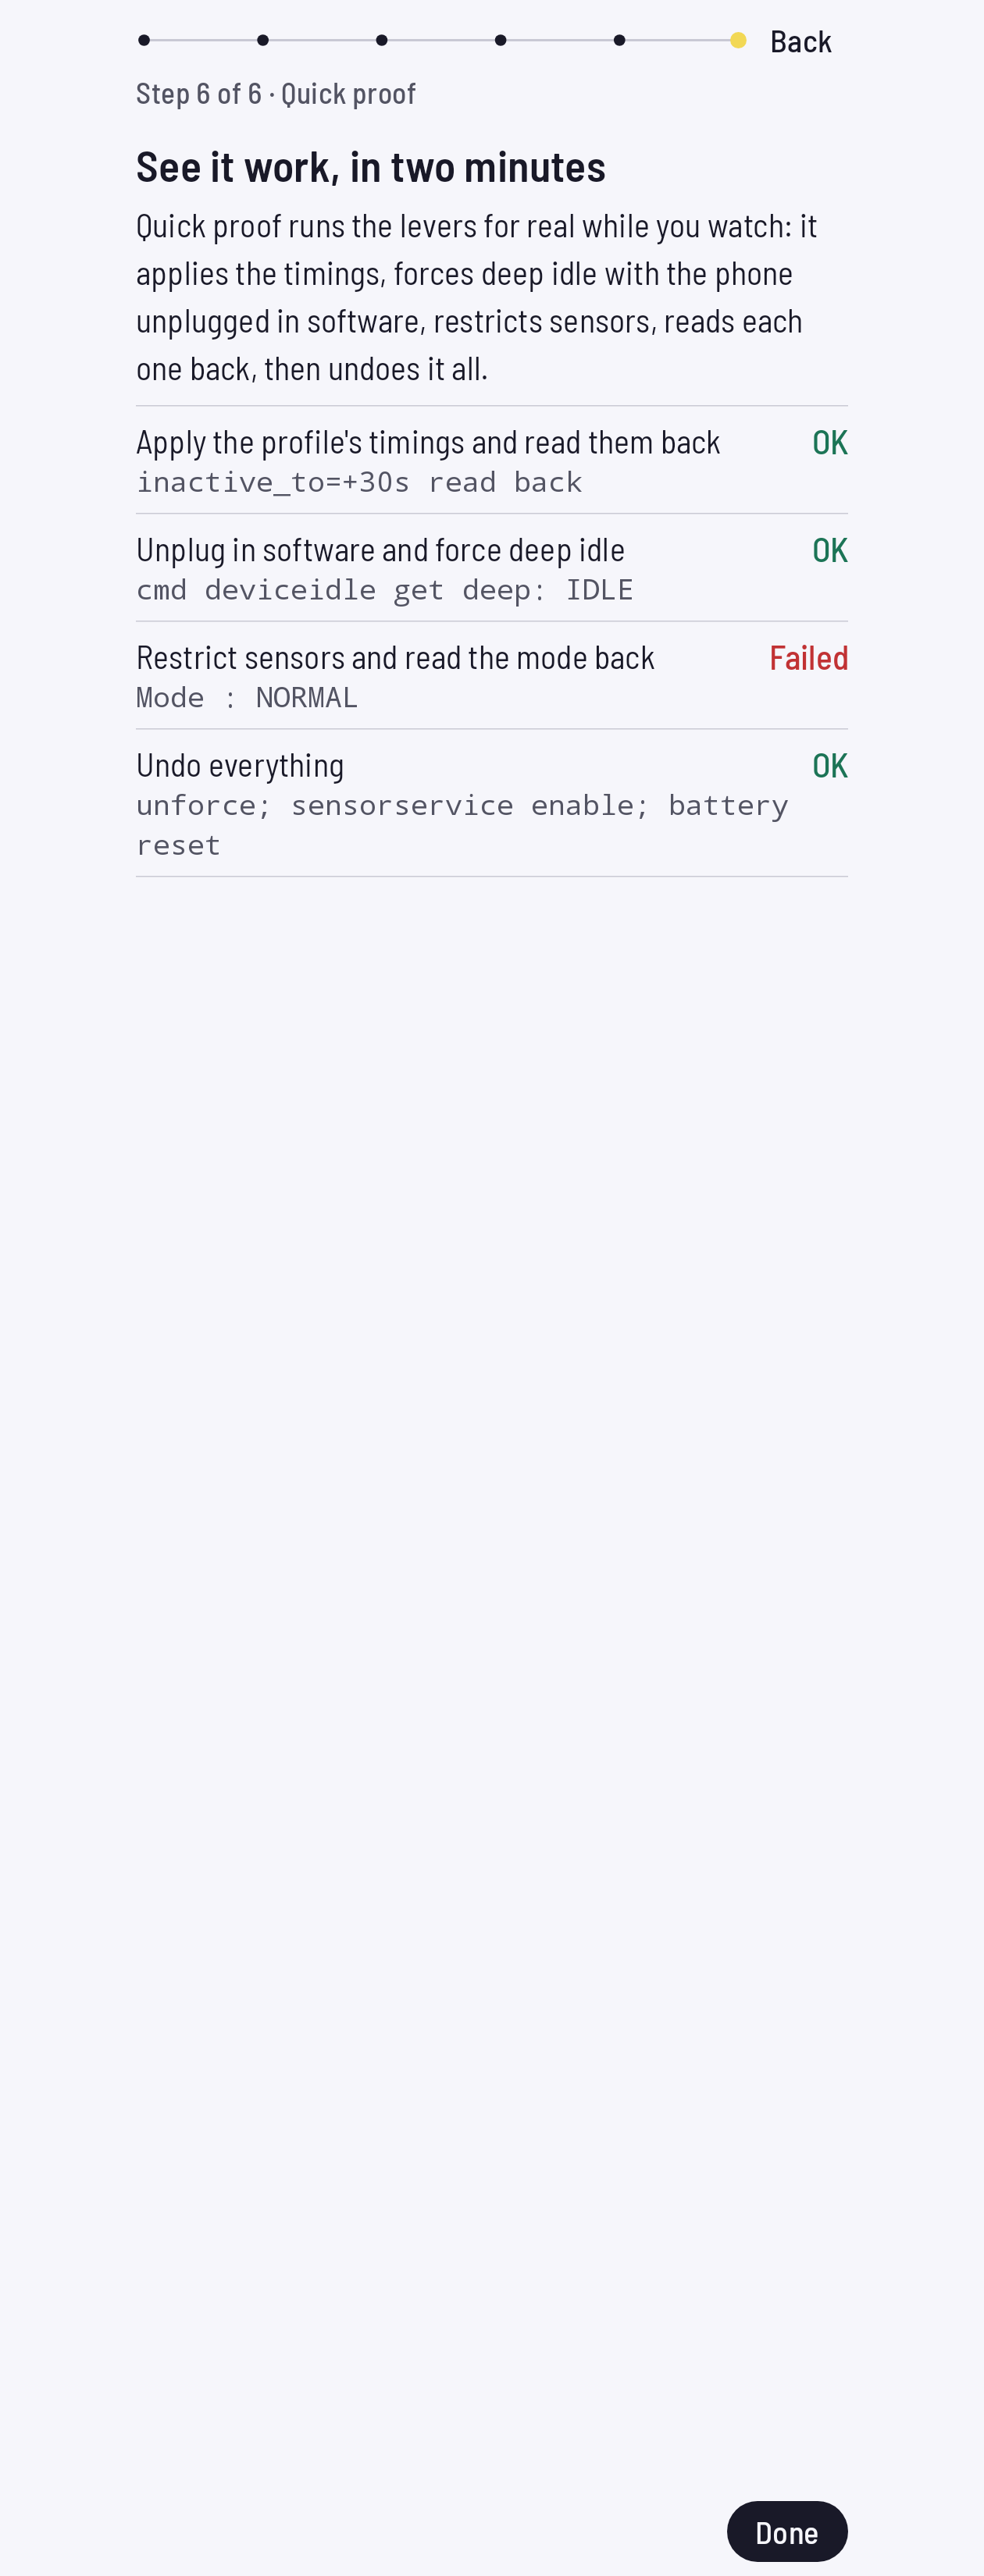 Back
Step 6 of 6 · Quick proof
See it work, in two minutes
Quick proof runs the levers for real while you watch: it
applies the timings, forces deep idle with the phone
unplugged in software, restricts sensors, reads each
one back, then undoes it all.
Apply the profile's timings and read them back OK
inactive_to=+30s read back
Unplug in software and force deep idle OK
cmd deviceidle get deep: IDLE
Restrict sensors and read the mode back Failed
Mode : NORMAL
Undo everything OK
unforce; sensorservice enable; battery
reset
Done